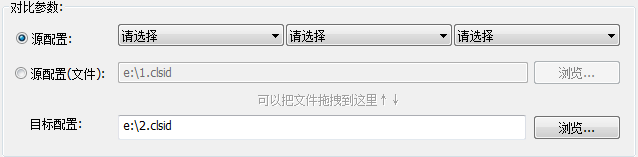 对比参数:
源配置: 请选择 请选择 请选择
源配置(文件): e:\1.clsid 浏览...
可以把文件拖拽到这里↑↓
目标配置: e:\2.clsid 浏览...